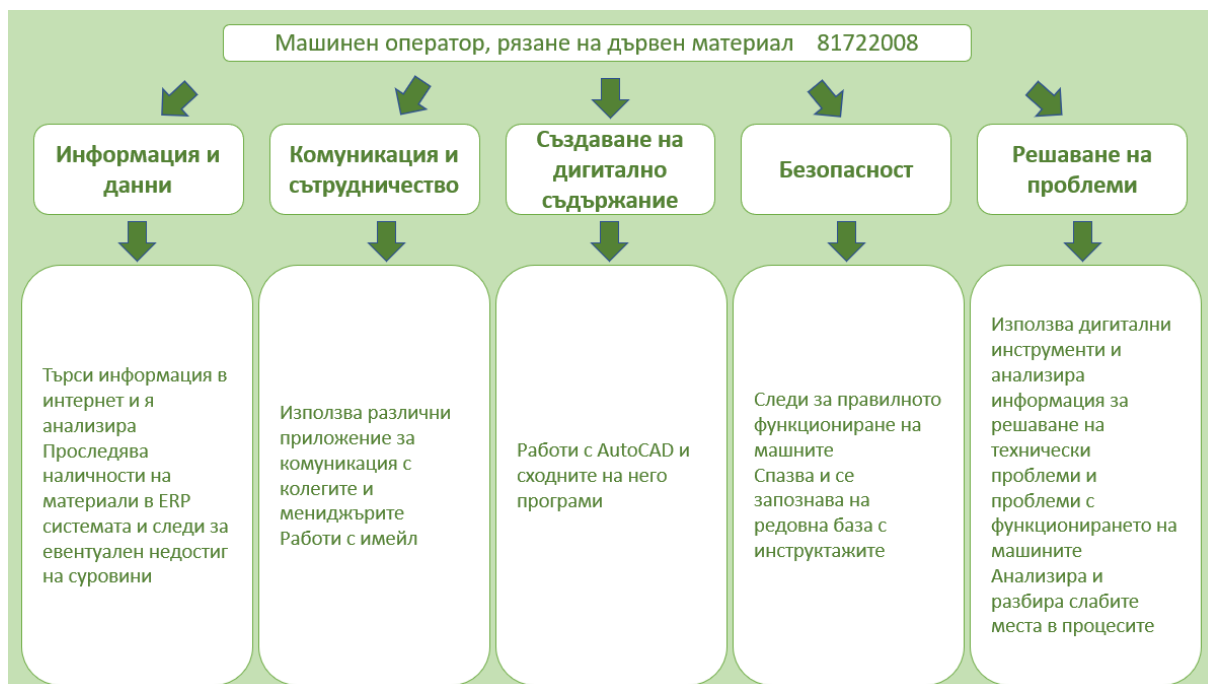 Машинен оператор, рязане на дървен материал 81722008
Информация и
данни
Комуникация и
сътрудничество
Създаване на
дигитално
съдържание
Безопасност
Решаване на
проблеми
Търси информация в
интернет и я
анализира
Проследява
наличности на
материали в ERP
системата и следи за
евентуален недостиг
на суровини
Използва различни
приложение за
комуникация с
колегите и
мениджърите
Работи с имейл
Работи с AutoCAD и
сходните на него
програми
Следи за правилното
функциониране на
машните
Спазва и се
запознава на
редовна база с
инструктажите
Използва дигитални
инструменти и
анализира
информация за
решаване на
технически
проблеми и
проблеми с
функционирането на
машините
Анализира и
разбира слабите
места в процесите